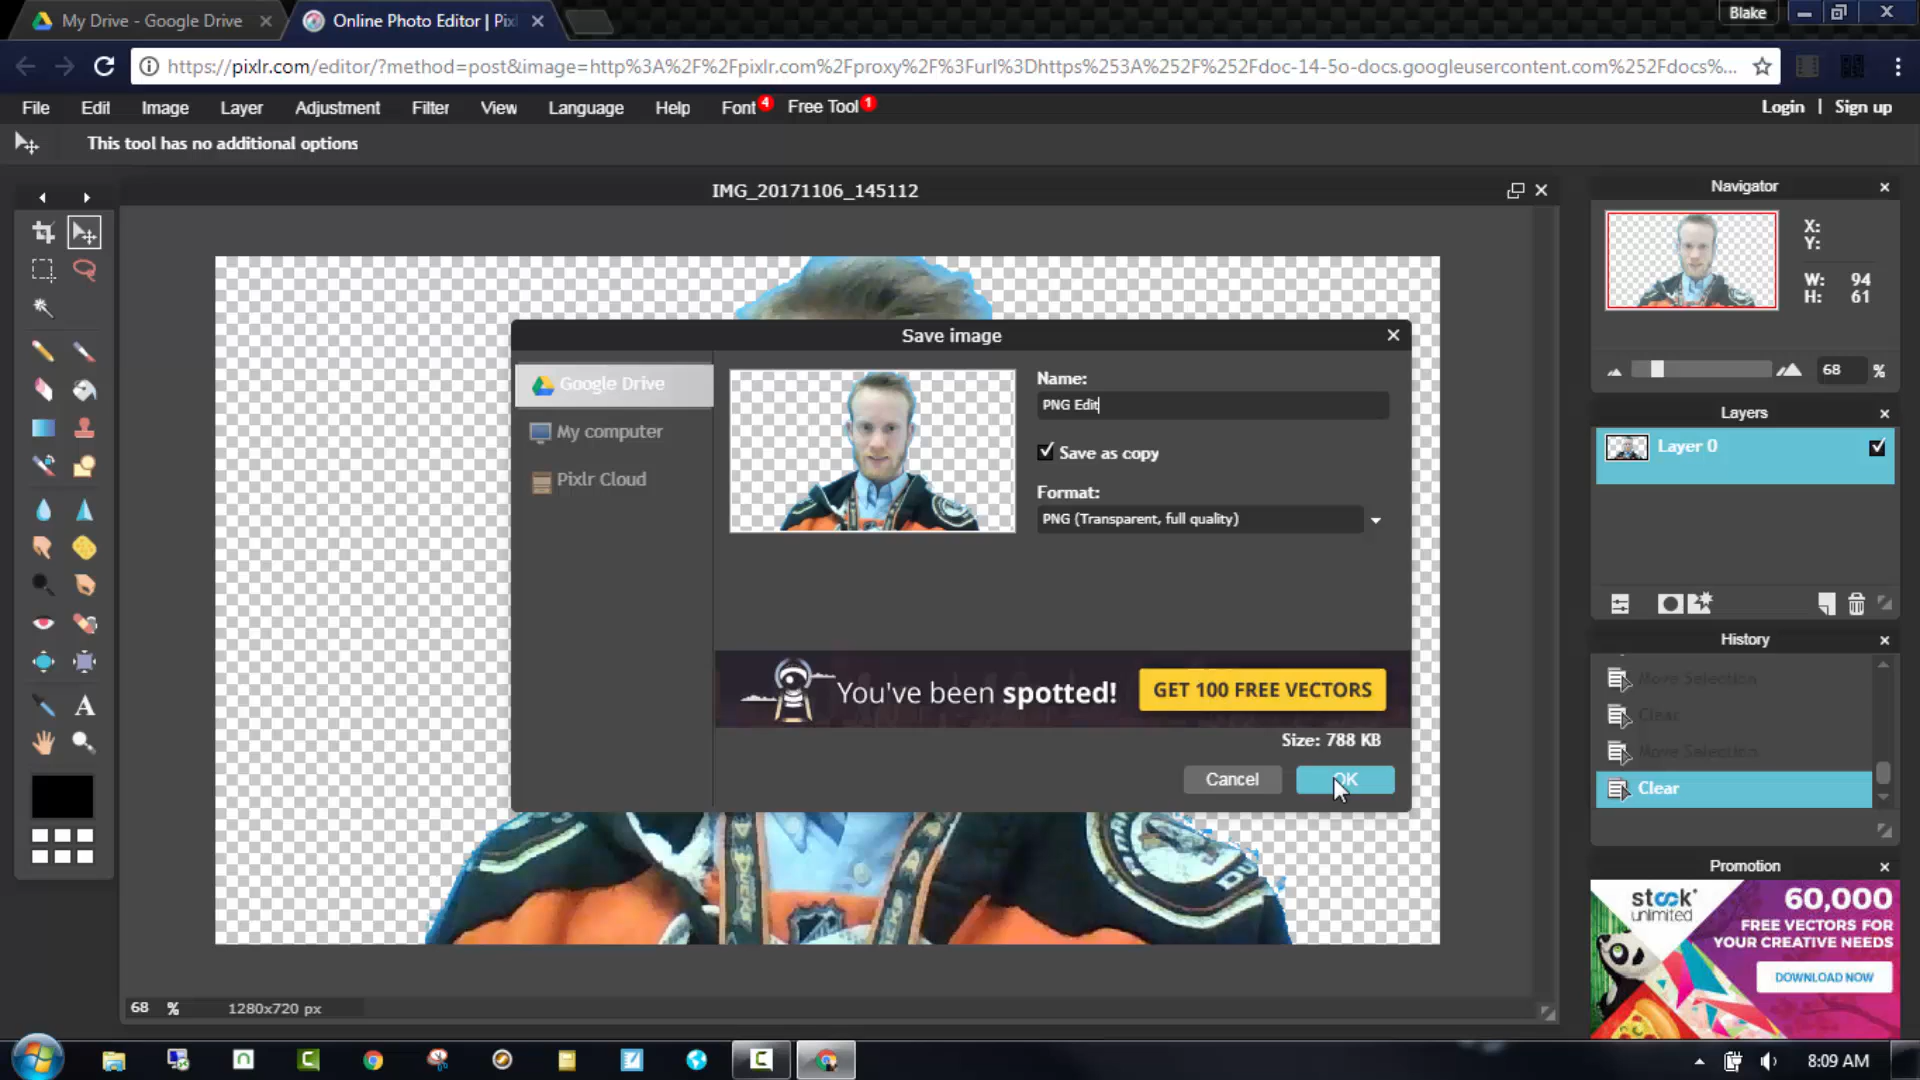 My Drive - Google Drive
Online Photo Editor | Pix
Blake
https://pixlr.com/editor/?method=post&image=http%3A%2F%2Fpixlr.com%2Fproxy%2F%3Furl%3Dhttps%253A%252F%252Fdoc-14-5o-docs.googleusercontent.com%252Fdocs%...
File Edit Image Layer Adjustment Filter View Language Help Font 4 Free Tool 1
Login | Sign up
This tool has no additional options
IMG_20171106_145112
Navigator
X:
Y:
W: 94
H: 61
68 %
Layers
Layer 0
History
Move Selection
Clear
Move Selection
Clear
Promotion
stock unlimited
60,000
FREE VECTORS FOR
YOUR CREATIVE NEEDS
DOWNLOAD NOW
Save image
Google Drive
My computer
Pixlr Cloud
Name:
PNG Edit
Save as copy
Format:
PNG (Transparent, full quality)
You've been spotted!
GET 100 FREE VECTORS
Size: 788 KB
Cancel
OK
NHL
68 % 1280x720 px
8:09 AM